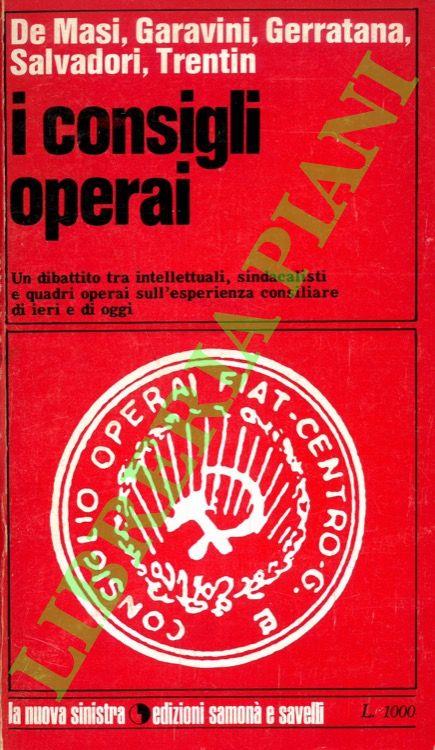 De Masi, Garavini, Gerratana,
Salvadori, Trentin
i consigli
operai
Un dibattito tra intellettuali, sindacalisti
e quadri operai sull'esperienza consiliare
di ieri e di oggi
CONSIGLIO OPERAI FIAT-CENTRO-G. E
LIBRERIA PIANI
la nuova sinistra edizioni samonà e savelli
L. 1000